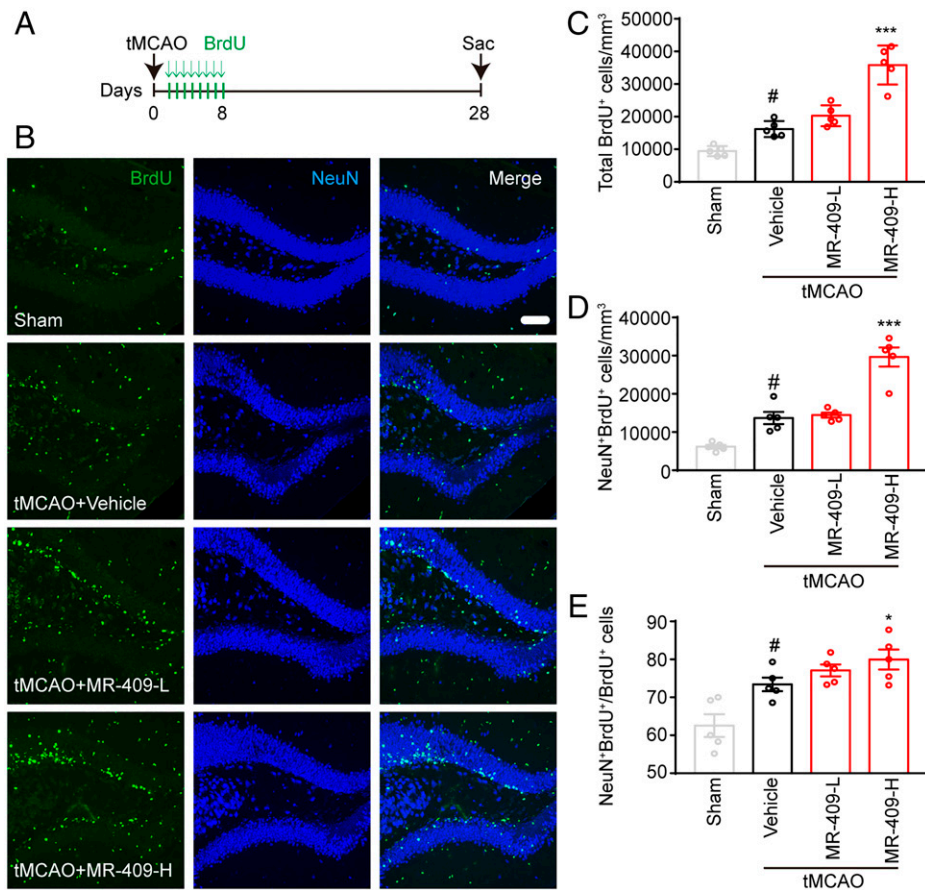 A
tMCAO BrdU Sac
Days
0 8 28
B
BrdU NeuN Merge
Sham
tMCAO+Vehicle
tMCAO+MR-409-L
tMCAO+MR-409-H
C
Total BrdU⁺ cells/mm³
50000
40000
30000
20000
10000
0
#
***
Sham
Vehicle
MR-409-L
MR-409-H
tMCAO
D
NeuN⁺BrdU⁺ cells/mm³
40000
30000
20000
10000
0
#
***
Sham
Vehicle
MR-409-L
MR-409-H
tMCAO
E
NeuN⁺BrdU⁺/BrdU⁺ cells
90
80
70
60
50
#
*
Sham
Vehicle
MR-409-L
MR-409-H
tMCAO